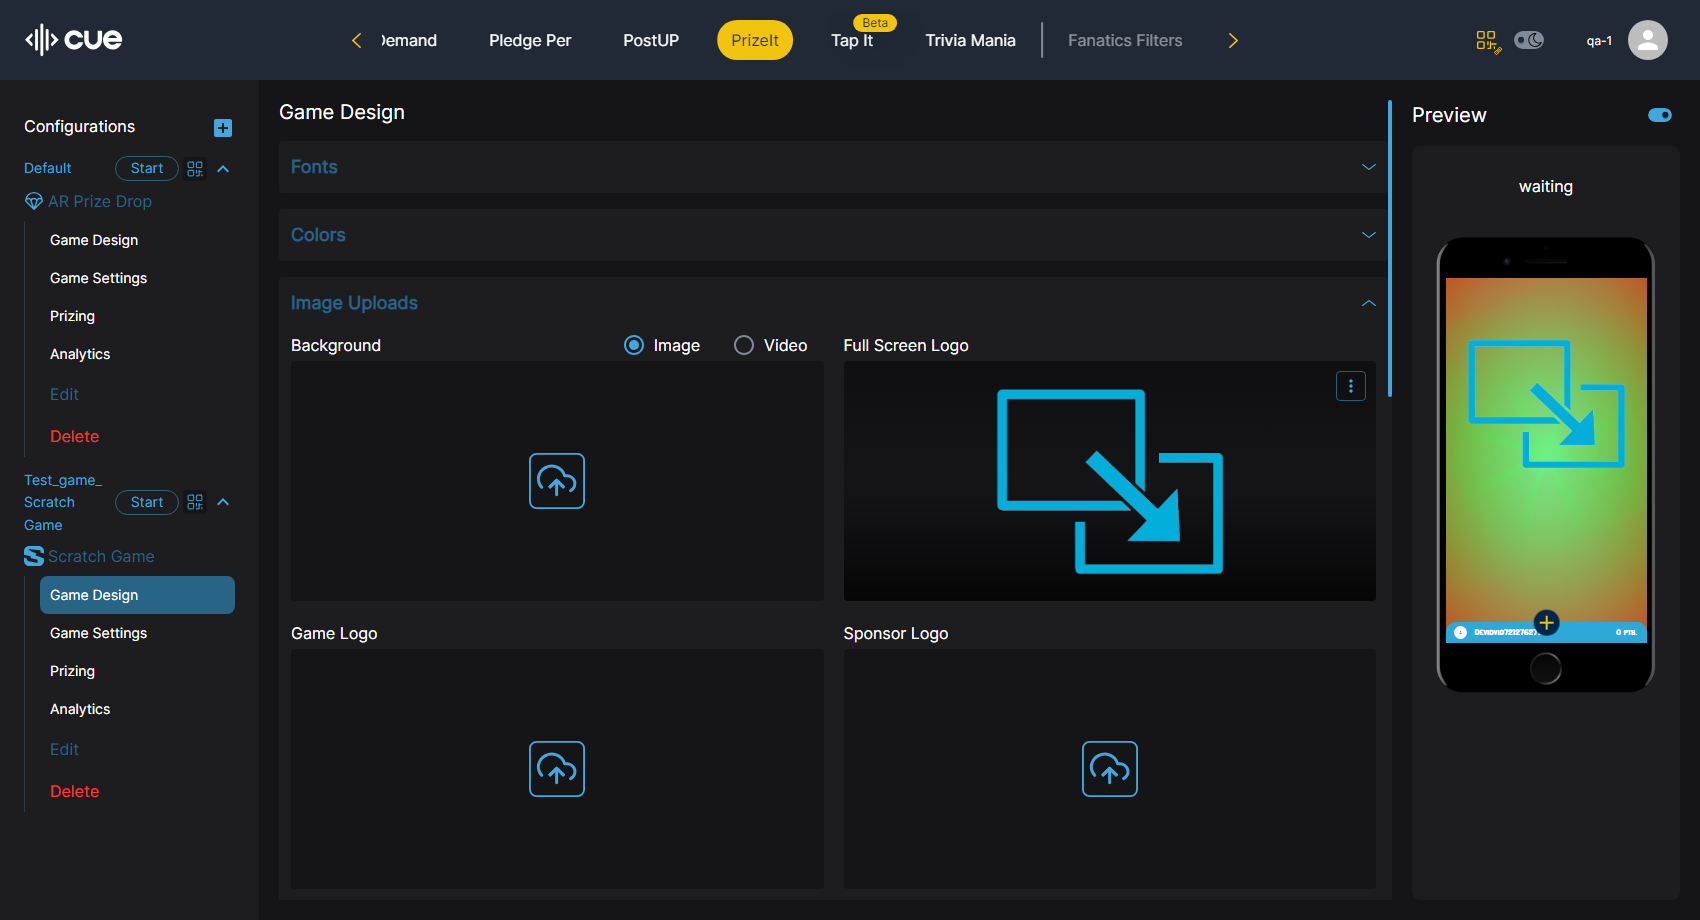 cue
Demand
Pledge Per
PostUP
PrizeIt
Beta
Tap It
Trivia Mania
Fanatics Filters
qa-1
Configurations
Default
Start
AR Prize Drop
Game Design
Game Settings
Prizing
Analytics
Edit
Delete
Test_game_
Scratch
Game
Start
Scratch Game
Game Design
Game Settings
Prizing
Analytics
Edit
Delete
Game Design
Fonts
Colors
Image Uploads
Background
Image
Video
Full Screen Logo
Game Logo
Sponsor Logo
Preview
waiting
0 PTS.